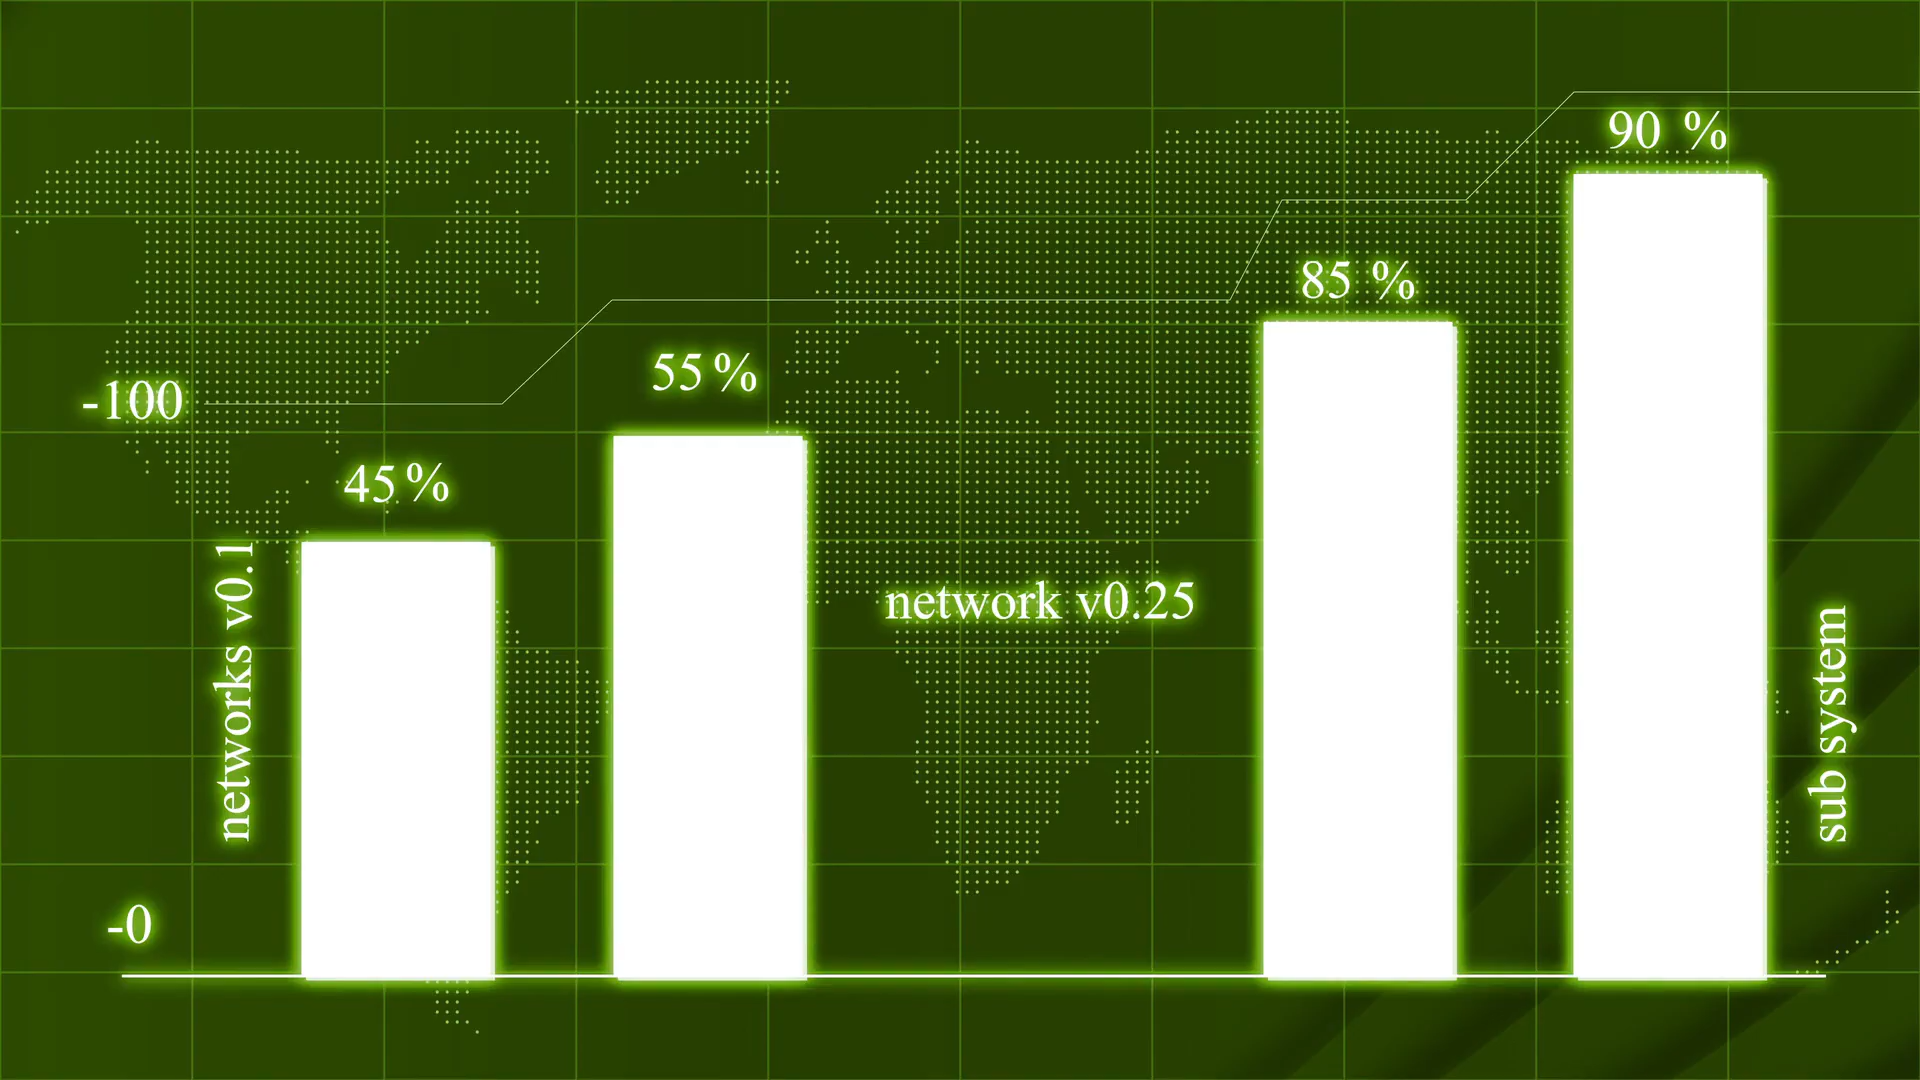 90 %
85 %
55 %
-100
45 %
networks v0.1
network v0.25
sub system
-0